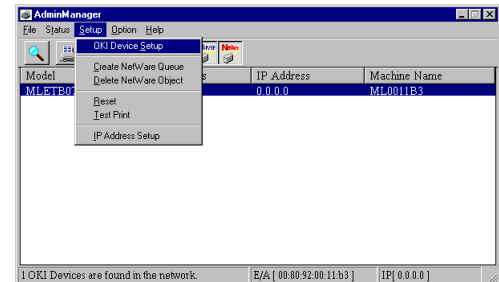 AdminManager
File Status Setup Option Help
OKI Device Setup
Create NetWare Queue
Delete NetWare Object
Reset
Test Print
IP Address Setup
Model IP Address Machine Name
0.0.0.0 ML0011B3
1 OKI Devices are found in the network. E/A [ 00:80:92:00:11:b3 ] IP[ 0.0.0.0 ]